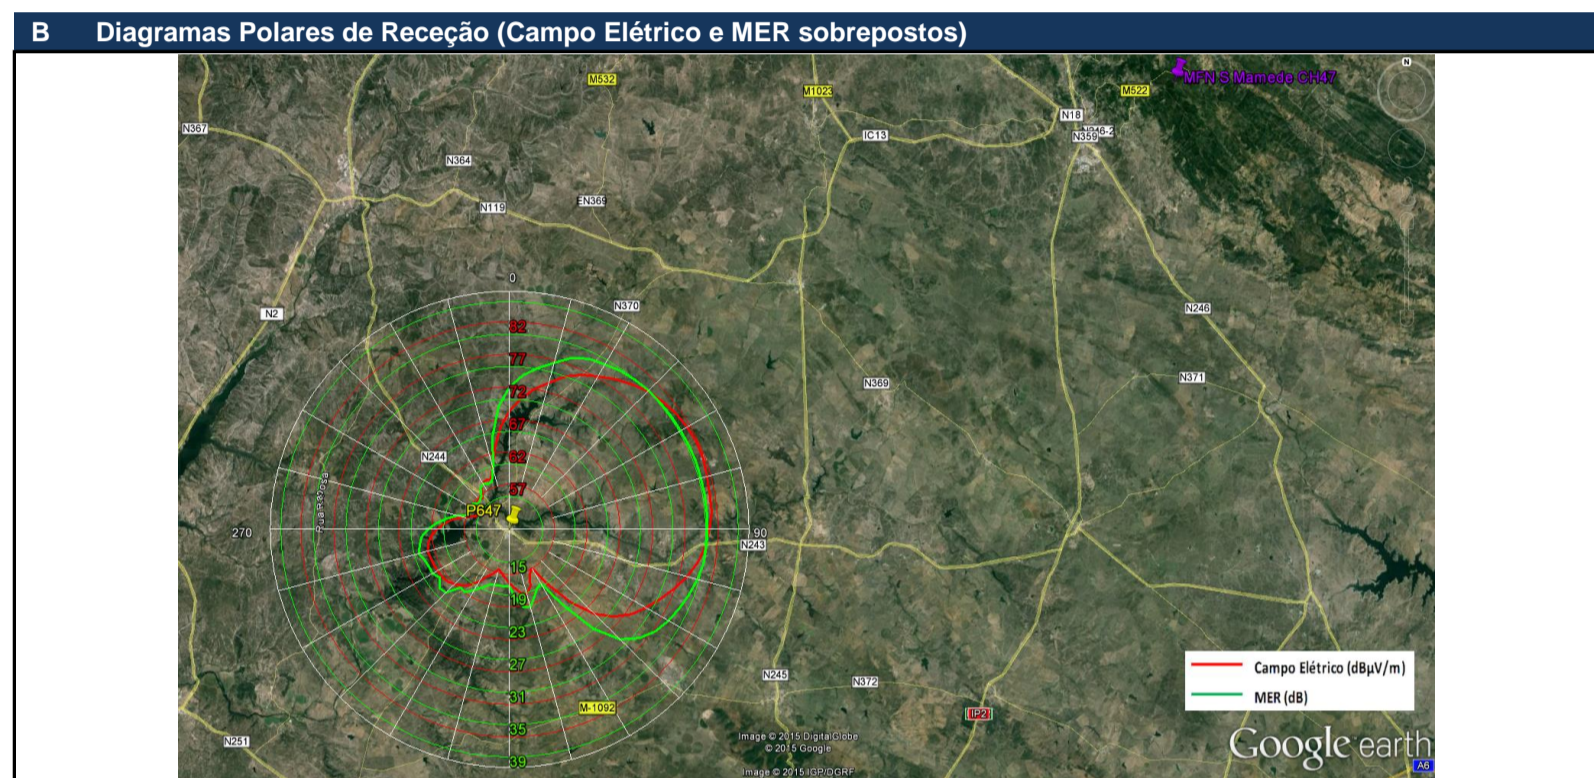 B Diagramas Polares de Receção (Campo Elétrico e MER sobrepostos)
MFN S Mamede CH47
N
M532
M1023
M522
N18
N367
IC13
N359
N364
EN369
N119
0
N370
N246
N2
82
77
72
67
62
57
N371
N369
N244
P647
270
90
N243
15
19
23
27
31
35
39
N245
N372
M-1092
IP2
N251
Campo Elétrico (dBµV/m)
MER (dB)
Image © 2015 DigitalGlobe
© 2015 Google
Image © 2015 IGP/DGRF
Google earth
A6